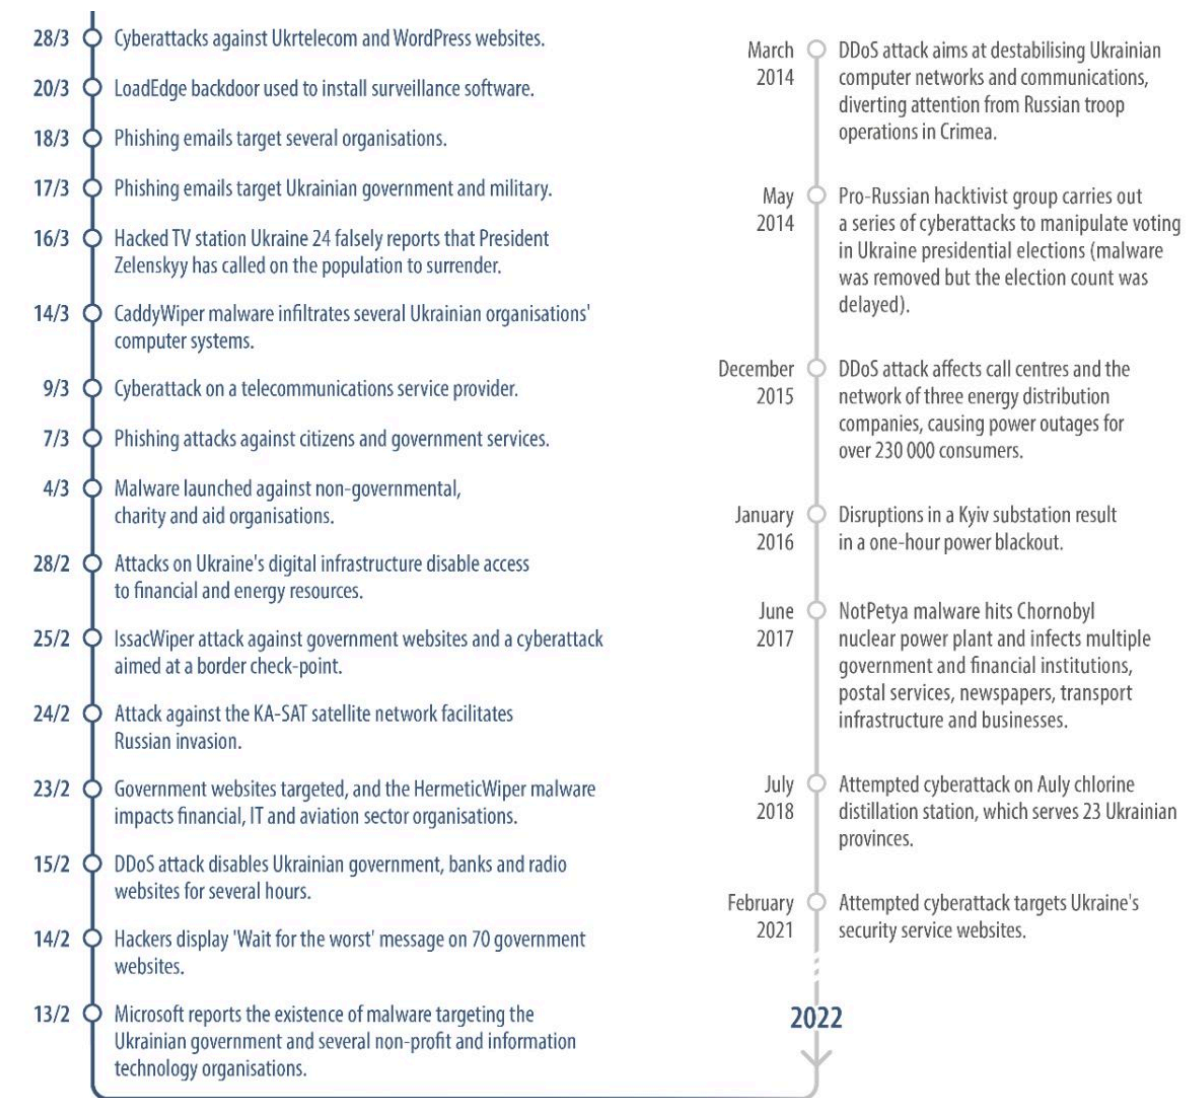 28/3 Cyberattacks against Ukrtelecom and WordPress websites.
20/3 LoadEdge backdoor used to install surveillance software.
18/3 Phishing emails target several organisations.
17/3 Phishing emails target Ukrainian government and military.
16/3 Hacked TV station Ukraine 24 falsely reports that President
Zelenskyy has called on the population to surrender.
14/3 CaddyWiper malware infiltrates several Ukrainian organisations'
computer systems.
9/3 Cyberattack on a telecommunications service provider.
7/3 Phishing attacks against citizens and government services.
4/3 Malware launched against non-governmental,
charity and aid organisations.
28/2 Attacks on Ukraine's digital infrastructure disable access
to financial and energy resources.
25/2 IssacWiper attack against government websites and a cyberattack
aimed at a border check-point.
24/2 Attack against the KA-SAT satellite network facilitates
Russian invasion.
23/2 Government websites targeted, and the HermeticWiper malware
impacts financial, IT and aviation sector organisations.
15/2 DDoS attack disables Ukrainian government, banks and radio
websites for several hours.
14/2 Hackers display 'Wait for the worst' message on 70 government
websites.
13/2 Microsoft reports the existence of malware targeting the
Ukrainian government and several non-profit and information
technology organisations.
March DDoS attack aims at destabilising Ukrainian
2014 computer networks and communications,
diverting attention from Russian troop
operations in Crimea.
May Pro-Russian hacktivist group carries out
2014 a series of cyberattacks to manipulate voting
in Ukraine presidential elections (malware
was removed but the election count was
delayed).
December DDoS attack affects call centres and the
2015 network of three energy distribution
companies, causing power outages for
over 230 000 consumers.
January Disruptions in a Kyiv substation result
2016 in a one-hour power blackout.
June NotPetya malware hits Chornobyl
2017 nuclear power plant and infects multiple
government and financial institutions,
postal services, newspapers, transport
infrastructure and businesses.
July Attempted cyberattack on Auly chlorine
2018 distillation station, which serves 23 Ukrainian
provinces.
February Attempted cyberattack targets Ukraine's
2021 security service websites.
2022